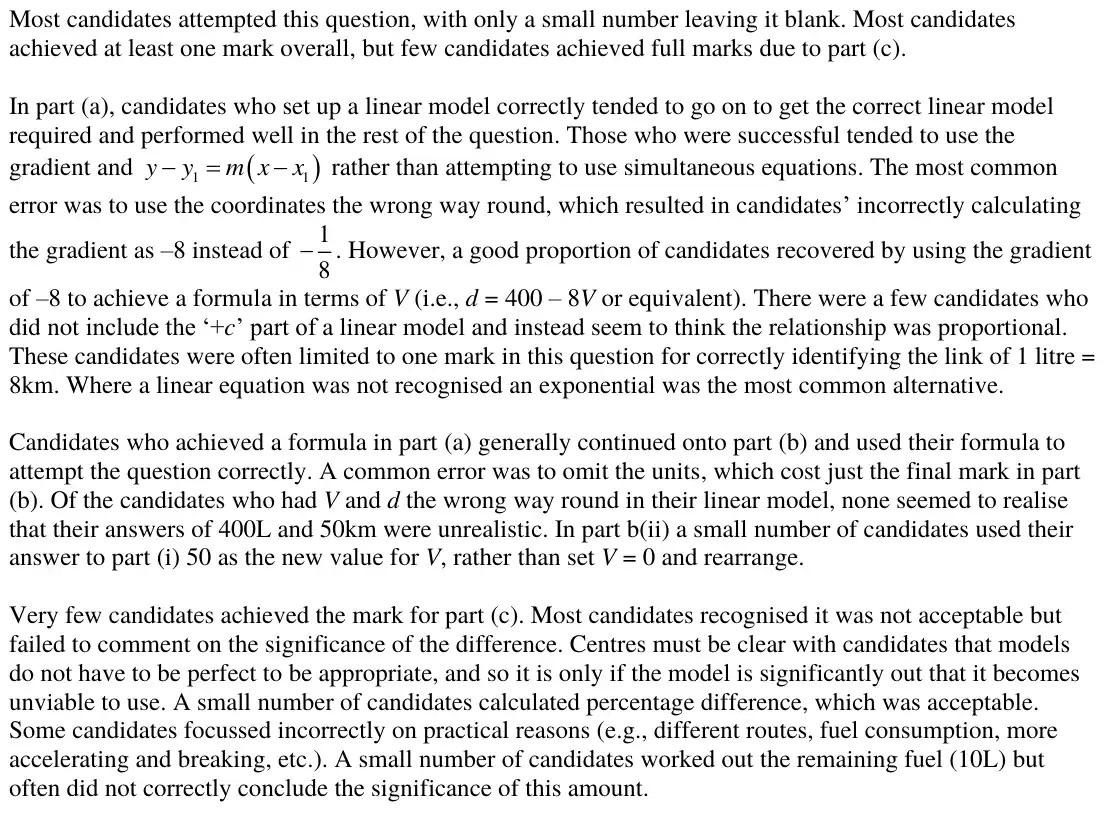 Most candidates attempted this question, with only a small number leaving it blank. Most candidates
achieved at least one mark overall, but few candidates achieved full marks due to part (c).
In part (a), candidates who set up a linear model correctly tended to go on to get the correct linear model
required and performed well in the rest of the question. Those who were successful tended to use the
gradient and y − y₁ = m(x − x₁) rather than attempting to use simultaneous equations. The most common
error was to use the coordinates the wrong way round, which resulted in candidates’ incorrectly calculating
the gradient as –8 instead of −1/8. However, a good proportion of candidates recovered by using the gradient
of –8 to achieve a formula in terms of V (i.e., d = 400 – 8V or equivalent). There were a few candidates who
did not include the ‘+c’ part of a linear model and instead seem to think the relationship was proportional.
These candidates were often limited to one mark in this question for correctly identifying the link of 1 litre =
8km. Where a linear equation was not recognised an exponential was the most common alternative.
Candidates who achieved a formula in part (a) generally continued onto part (b) and used their formula to
attempt the question correctly. A common error was to omit the units, which cost just the final mark in part
(b). Of the candidates who had V and d the wrong way round in their linear model, none seemed to realise
that their answers of 400L and 50km were unrealistic. In part b(ii) a small number of candidates used their
answer to part (i) 50 as the new value for V, rather than set V = 0 and rearrange.
Very few candidates achieved the mark for part (c). Most candidates recognised it was not acceptable but
failed to comment on the significance of the difference. Centres must be clear with candidates that models
do not have to be perfect to be appropriate, and so it is only if the model is significantly out that it becomes
unviable to use. A small number of candidates calculated percentage difference, which was acceptable.
Some candidates focussed incorrectly on practical reasons (e.g., different routes, fuel consumption, more
accelerating and breaking, etc.). A small number of candidates worked out the remaining fuel (10L) but
often did not correctly conclude the significance of this amount.